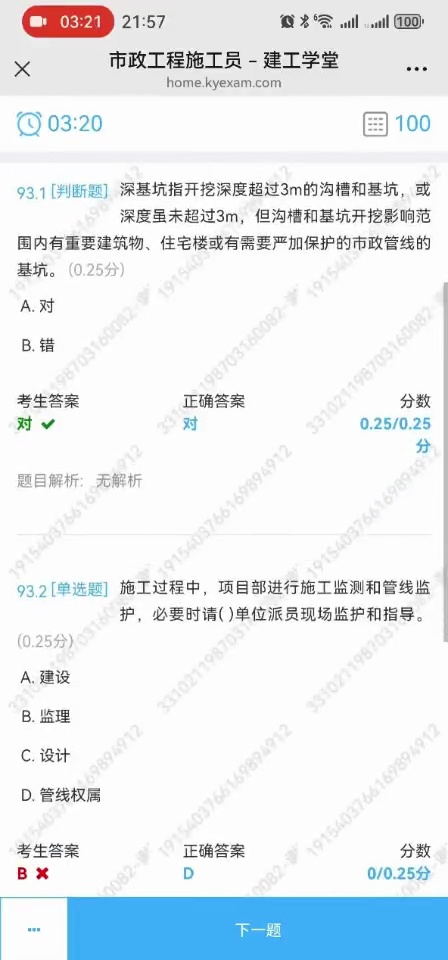 03:21 21:57 6 100
市政工程施工员 – 建工学堂
home.kyexam.com
03:20 100
93.1 [判断题] 深基坑指开挖深度超过3m的沟槽和基坑，或
深度虽未超过3m，但沟槽和基坑开挖影响范
围内有重要建筑物、住宅楼或有需要严加保护的市政管线的
基坑。(0.25分)
A. 对
B. 错
考生答案 正确答案 分数
对 对 0.25/0.25
分
题目解析: 无解析
93.2 [单选题] 施工过程中，项目部进行施工监测和管线监
护，必要时请( )单位派员现场监护和指导。
(0.25分)
A. 建设
B. 监理
C. 设计
D. 管线权属
考生答案 正确答案 分数
B D 0/0.25分
下一题